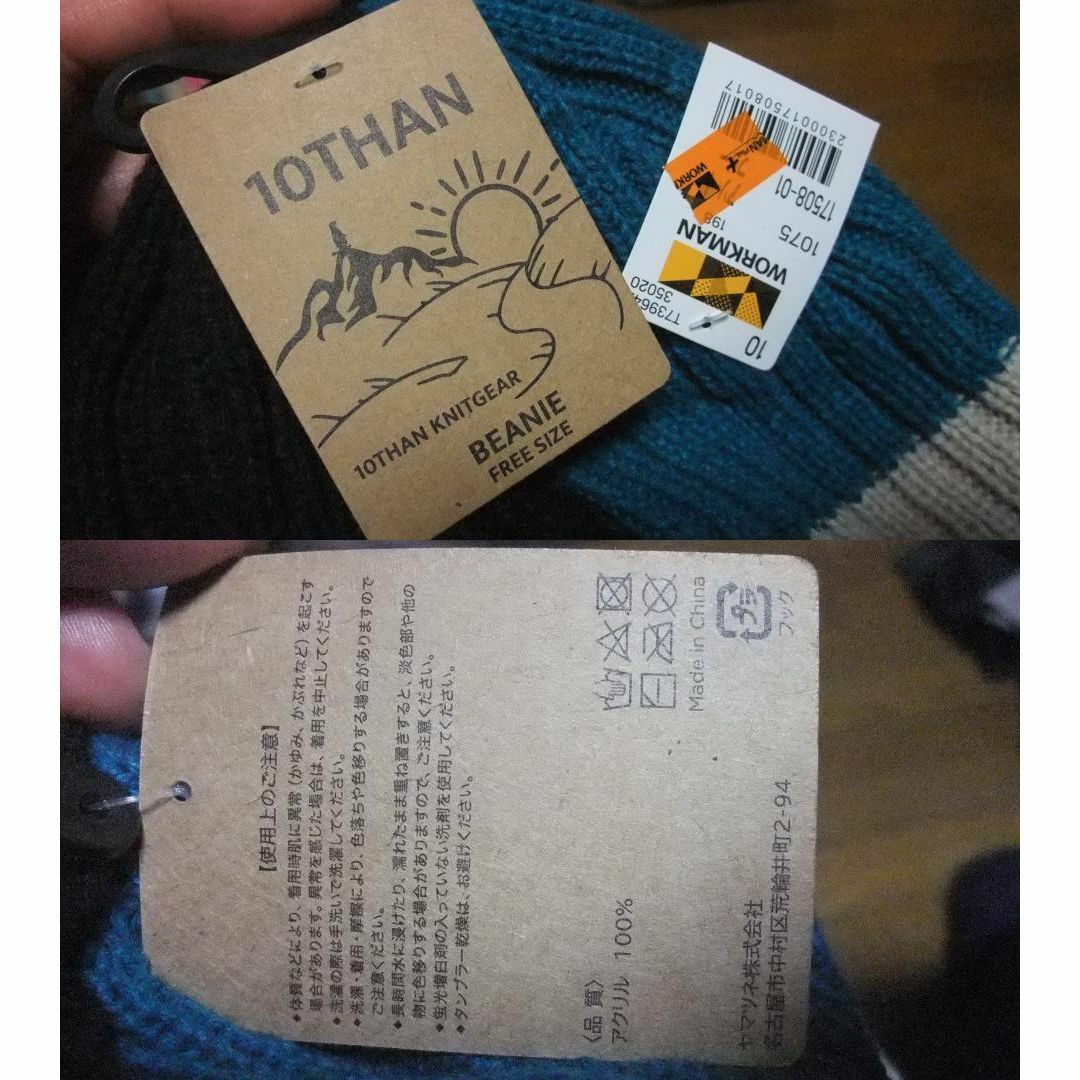 10THAN
10THAN KNITGEAR
BEANIE
FREE SIZE
2300017508017
17508-01
1075
198
WORKMAN
35020
T73964
10
【使用上のご注意】
◆体質などにより、着用時肌に異常(かゆみ、かぶれなど)を起こす
場合があります。異常を感じた場合は、着用を中止してください。
◆洗濯の際は手洗いで洗濯してください。
◆洗濯・着用・摩擦により、色落ちや色移りする場合がありますので
ご注意ください。
◆長時間水に浸けたり、濡れたまま重ね置きすると、淡色部や他の
物に色移りする場合がありますので、ご注意ください。
◆蛍光増白剤の入っていない洗剤を使用してください。
◆タンブラー乾燥は、お避けください。
〈品 質〉
アクリル 100%
Made in China
プラ
フック
ヤマツネ株式会社
名古屋市中村区荒輪井町2-94